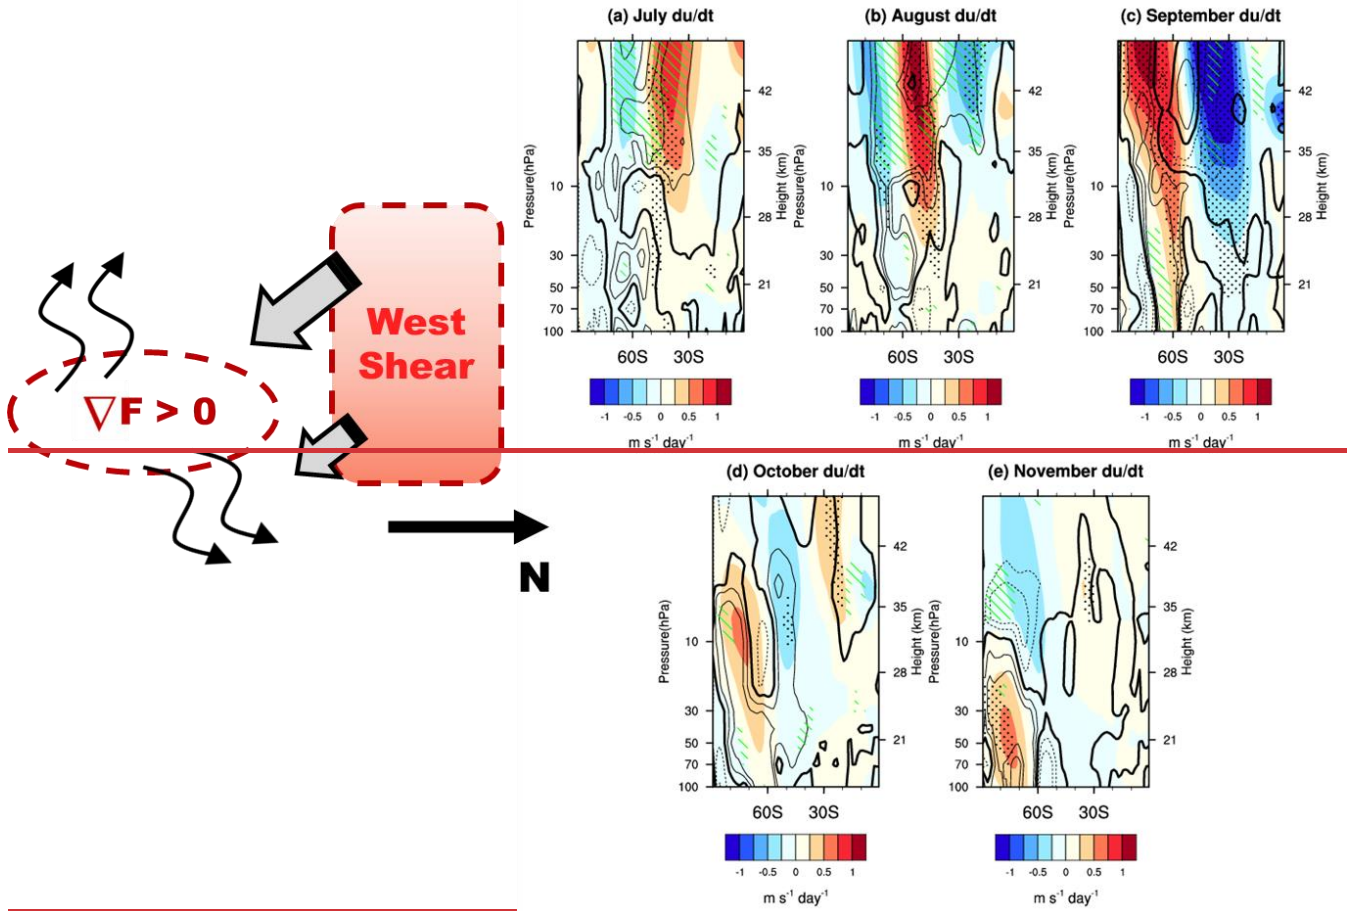 (a) July du/dt
(b) August du/dt
(c) September du/dt
Pressure(hPa)
10
30
50
70
100
42
35
28
21
Height (km)
60S 30S
-1 -0.5 0 0.5 1
m s⁻¹ day⁻¹
Pressure(hPa)
10
30
50
70
100
42
35
28
21
Height (km)
60S 30S
-1 -0.5 0 0.5 1
m s⁻¹ day⁻¹
Pressure(hPa)
10
30
50
70
100
42
35
28
21
Height (km)
60S 30S
-1 -0.5 0 0.5 1
m s⁻¹ day⁻¹
West
Shear
∇F > 0
N
(d) October du/dt
(e) November du/dt
Pressure(hPa)
10
30
50
70
100
42
35
28
21
Height (km)
60S 30S
-1 -0.5 0 0.5 1
m s⁻¹ day⁻¹
Pressure(hPa)
10
30
50
70
100
42
35
28
21
Height (km)
60S 30S
-1 -0.5 0 0.5 1
m s⁻¹ day⁻¹